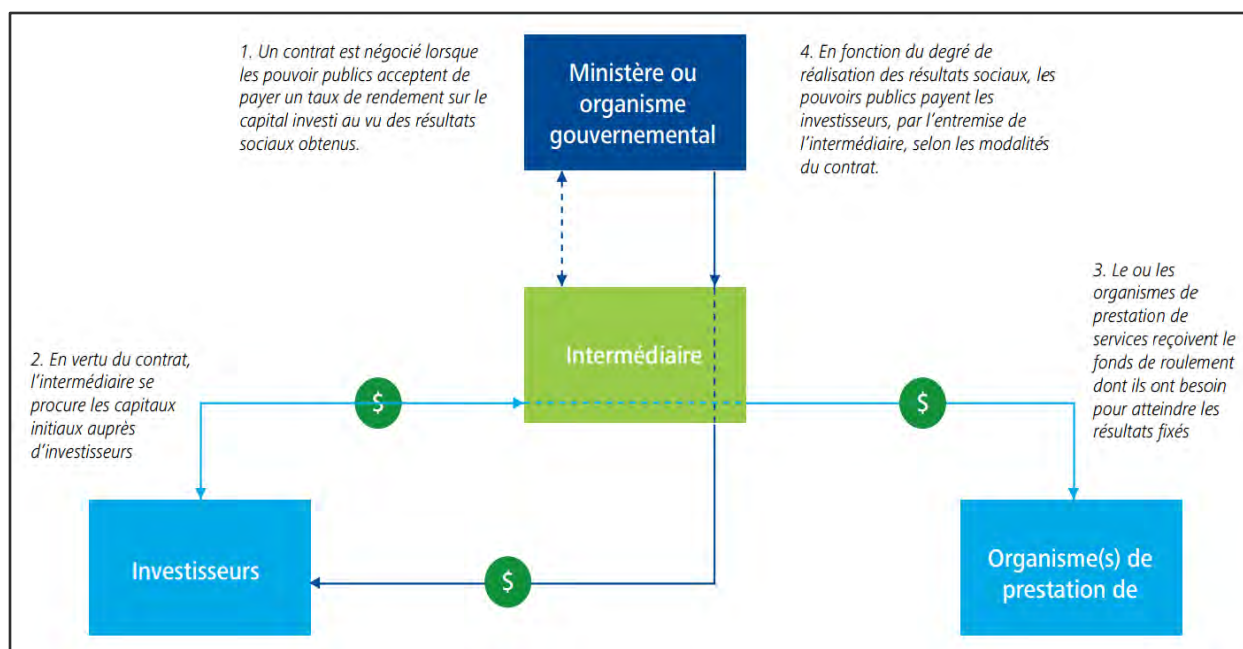 1. Un contrat est négocié lorsque
les pouvoir publics acceptent de
payer un taux de rendement sur le
capital investi au vu des résultats
sociaux obtenus.
Ministère ou
organisme
gouvernemental
4. En fonction du degré de
réalisation des résultats sociaux, les
pouvoirs publics payent les
investisseurs, par l'entremise de
l'intermédiaire, selon les modalités
du contrat.
2. En vertu du contrat,
l'intermédiaire se
procure les capitaux
initiaux auprès
d'investisseurs
$
Intermédiaire
$
3. Le ou les
organismes de
prestation de
services reçoivent le
fonds de roulement
dont ils ont besoin
pour atteindre les
résultats fixés
Investisseurs
$
Organisme(s) de
prestation de